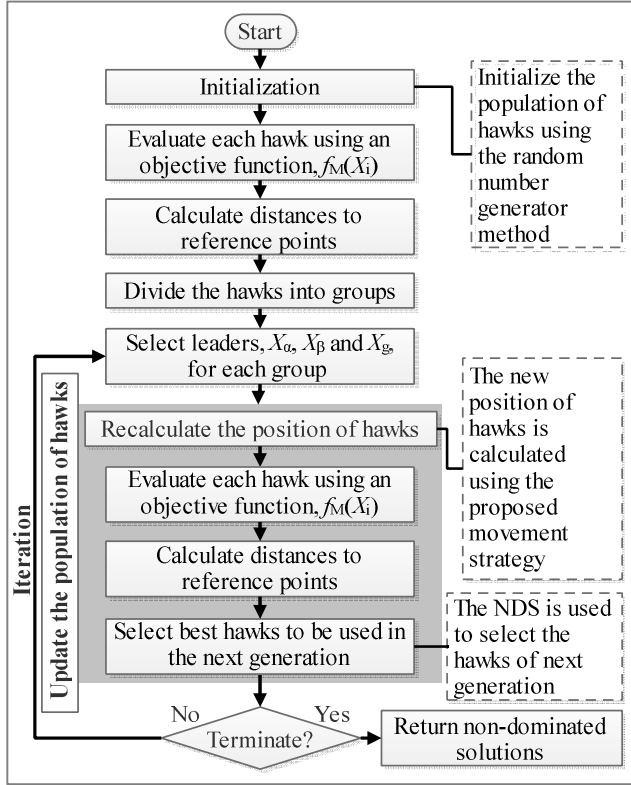 Start
Initialization
Initialize the
population of
hawks using
the random
number
generator
method
Evaluate each hawk using an
objective function, fM(Xi)
Calculate distances to
reference points
Divide the hawks into groups
Select leaders, Xα, Xβ and Xg,
for each group
Iteration
Update the population of hawks
Recalculate the position of hawks
The new
position of
hawks is
calculated
using the
proposed
movement
strategy
Evaluate each hawk using an
objective function, fM(Xi)
Calculate distances to
reference points
Select best hawks to be used in
the next generation
The NDS is used
to select the
hawks of next
generation
No
Yes
Terminate?
Return non-dominated
solutions